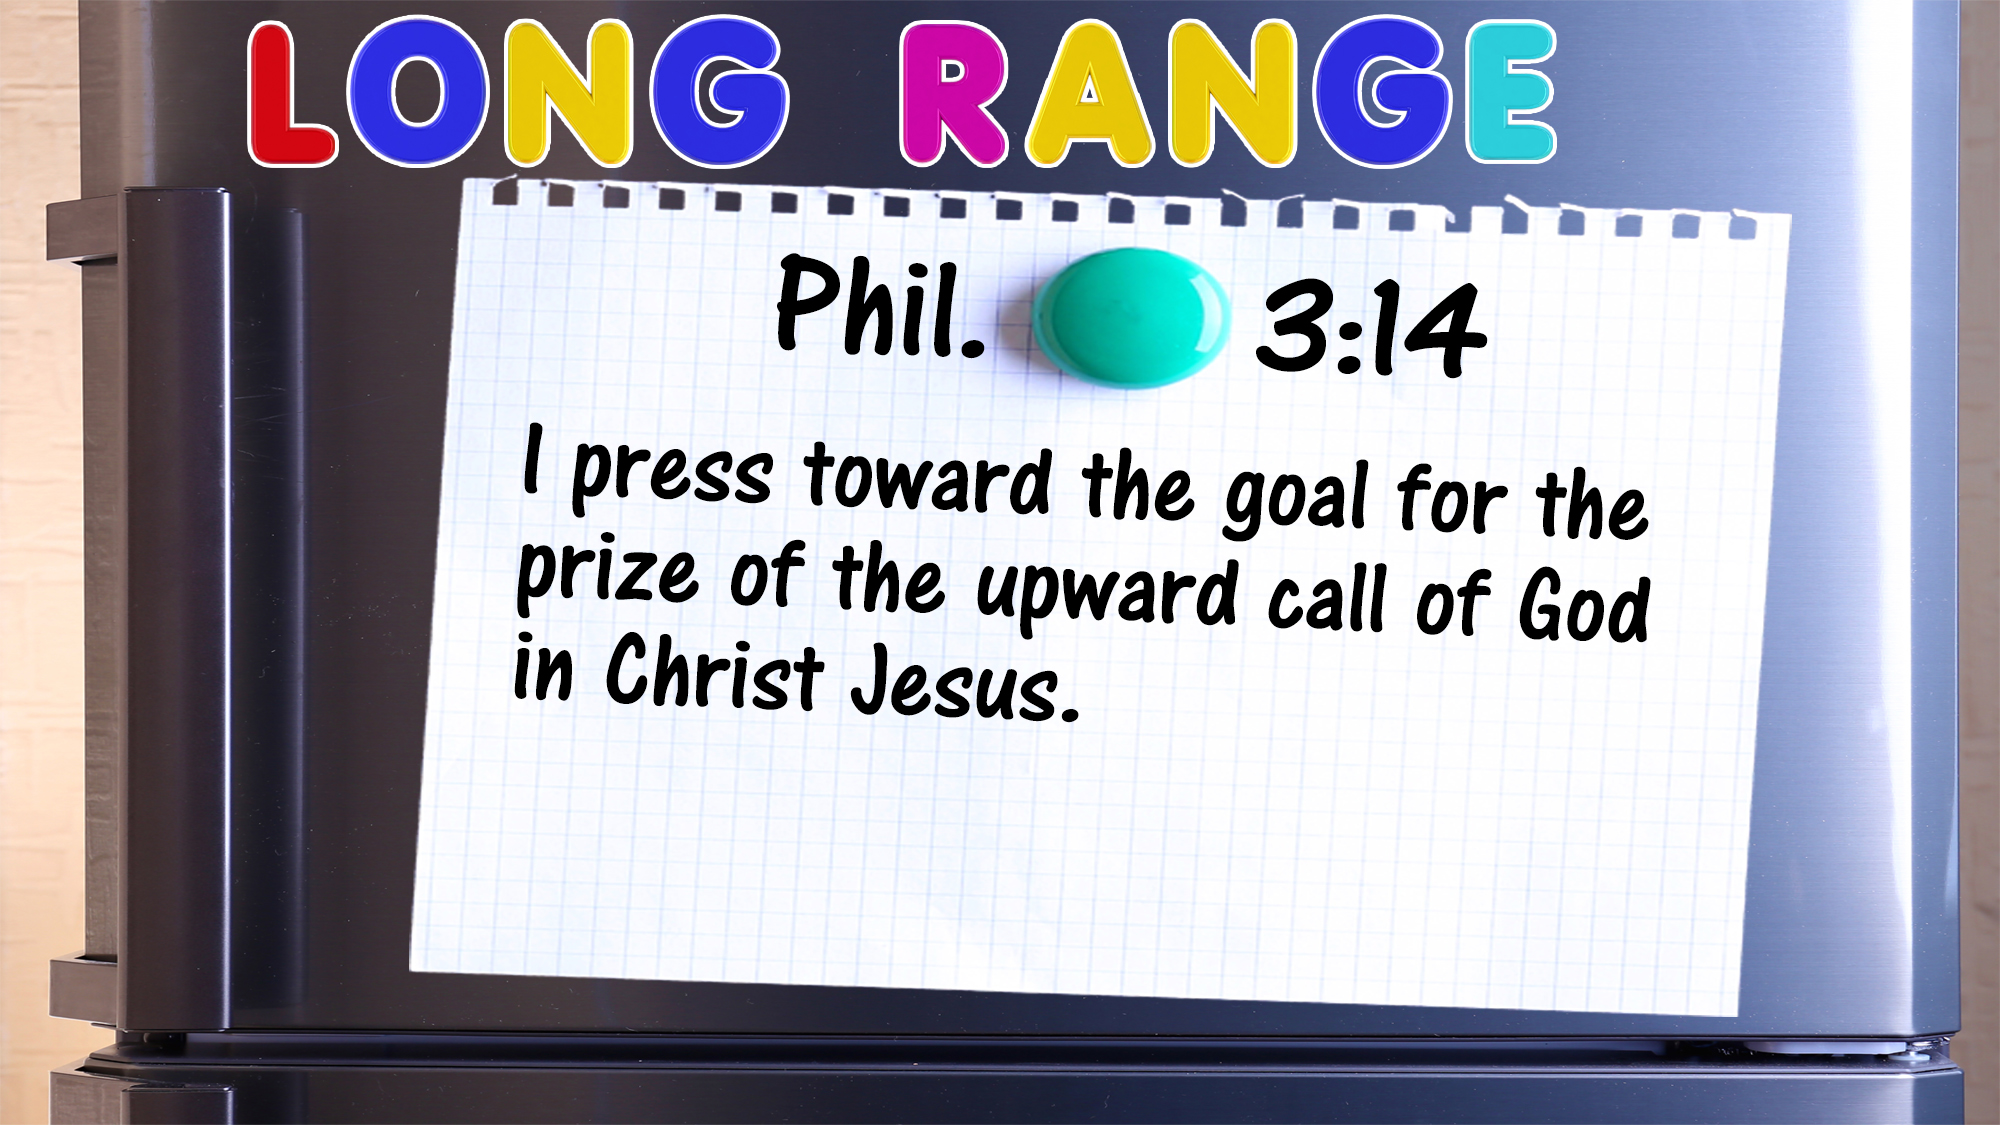 LONG RANGE
Phil. 3:14
I press toward the goal for the
prize of the upward call of God
in Christ Jesus.